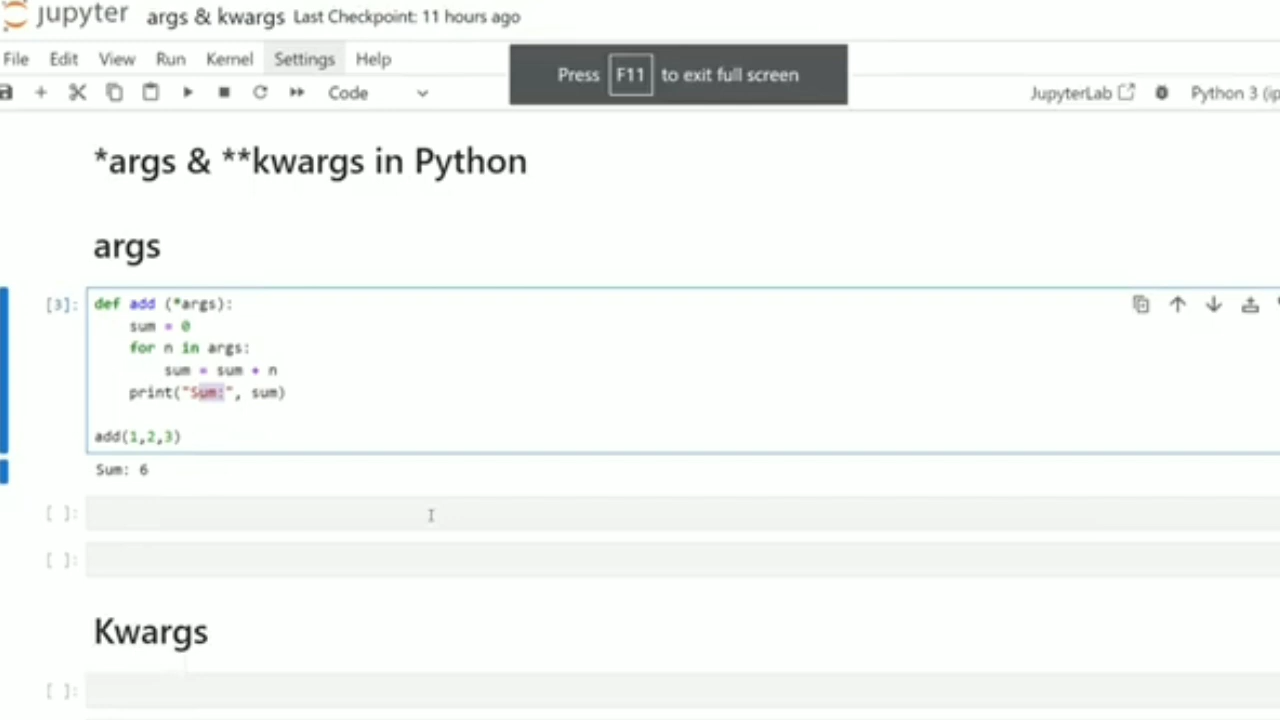 jupyter args & kwargs Last Checkpoint: 11 hours ago
File Edit View Run Kernel Settings Help
Press F11 to exit full screen
Code JupyterLab Python 3 (ip
*args & **kwargs in Python
args
[3]: def add (*args):
sum = 0
for n in args:
sum = sum + n
print("Sum:", sum)
add(1,2,3)
Sum: 6
[ ]:
[ ]:
Kwargs
[ ]: